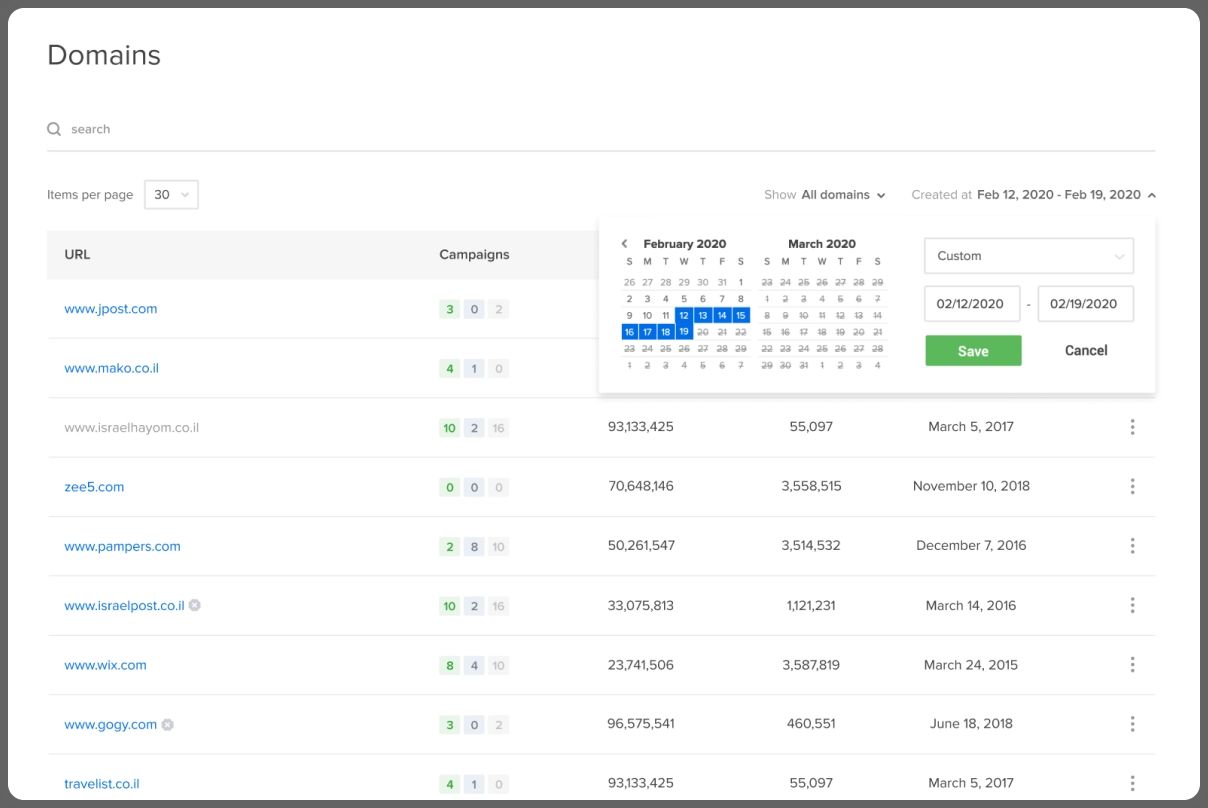 Domains
search
Items per page 30 Show All domains Created at Feb 12, 2020 - Feb 19, 2020
URL Campaigns
February 2020 March 2020
S M T W T F S S M T W T F S
26 27 28 29 30 31 1 23 24 25 26 27 28 29
2 3 4 5 6 7 8 1 2 3 4 5 6 7
9 10 11 12 13 14 15 8 9 10 11 12 13 14
16 17 18 19 20 21 22 15 16 17 18 19 20 21
23 24 25 26 27 28 29 22 23 24 25 26 27 28
1 2 3 4 5 6 7 29 30 31 1 2 3 4
Custom
02/12/2020 - 02/19/2020
Save Cancel
www.jpost.com 3 0 2
www.mako.co.il 4 1 0
www.israelhayom.co.il 10 2 16 93,133,425 55,097 March 5, 2017
zee5.com 0 0 0 70,648,146 3,558,515 November 10, 2018
www.pampers.com 2 8 10 50,261,547 3,514,532 December 7, 2016
www.israelpost.co.il 10 2 16 33,075,813 1,121,231 March 14, 2016
www.wix.com 8 4 10 23,741,506 3,587,819 March 24, 2015
www.gogy.com 3 0 2 96,575,541 460,551 June 18, 2018
travelist.co.il 4 1 0 93,133,425 55,097 March 5, 2017